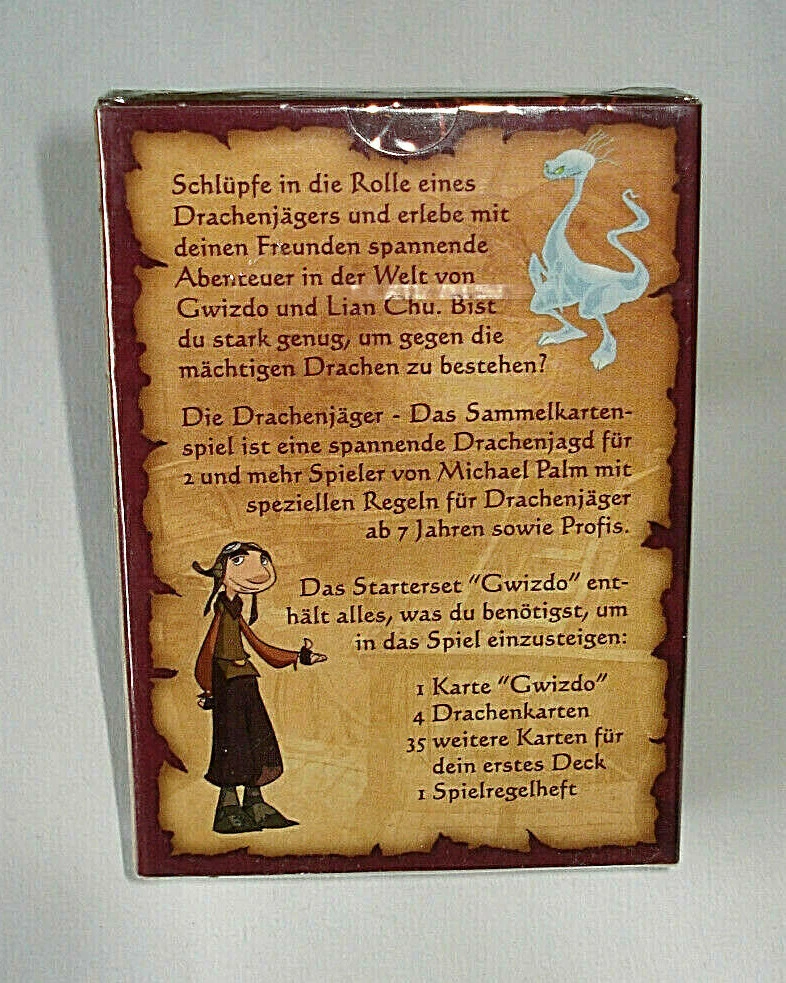 Schlüpfe in die Rolle eines
Drachenjägers und erlebe mit
deinen Freunden spannende
Abenteuer in der Welt von
Gwizdo und Lian Chu. Bist
du stark genug, um gegen die
mächtigen Drachen zu bestehen?
Die Drachenjäger - Das Sammelkarten-
spiel ist eine spannende Drachenjagd für
2 und mehr Spieler von Michael Palm mit
speziellen Regeln für Drachenjäger
ab 7 Jahren sowie Profis.
Das Starterset "Gwizdo" ent-
hält alles, was du benötigst, um
in das Spiel einzusteigen:
1 Karte "Gwizdo"
4 Drachenkarten
35 weitere Karten für
dein erstes Deck
1 Spielregelheft